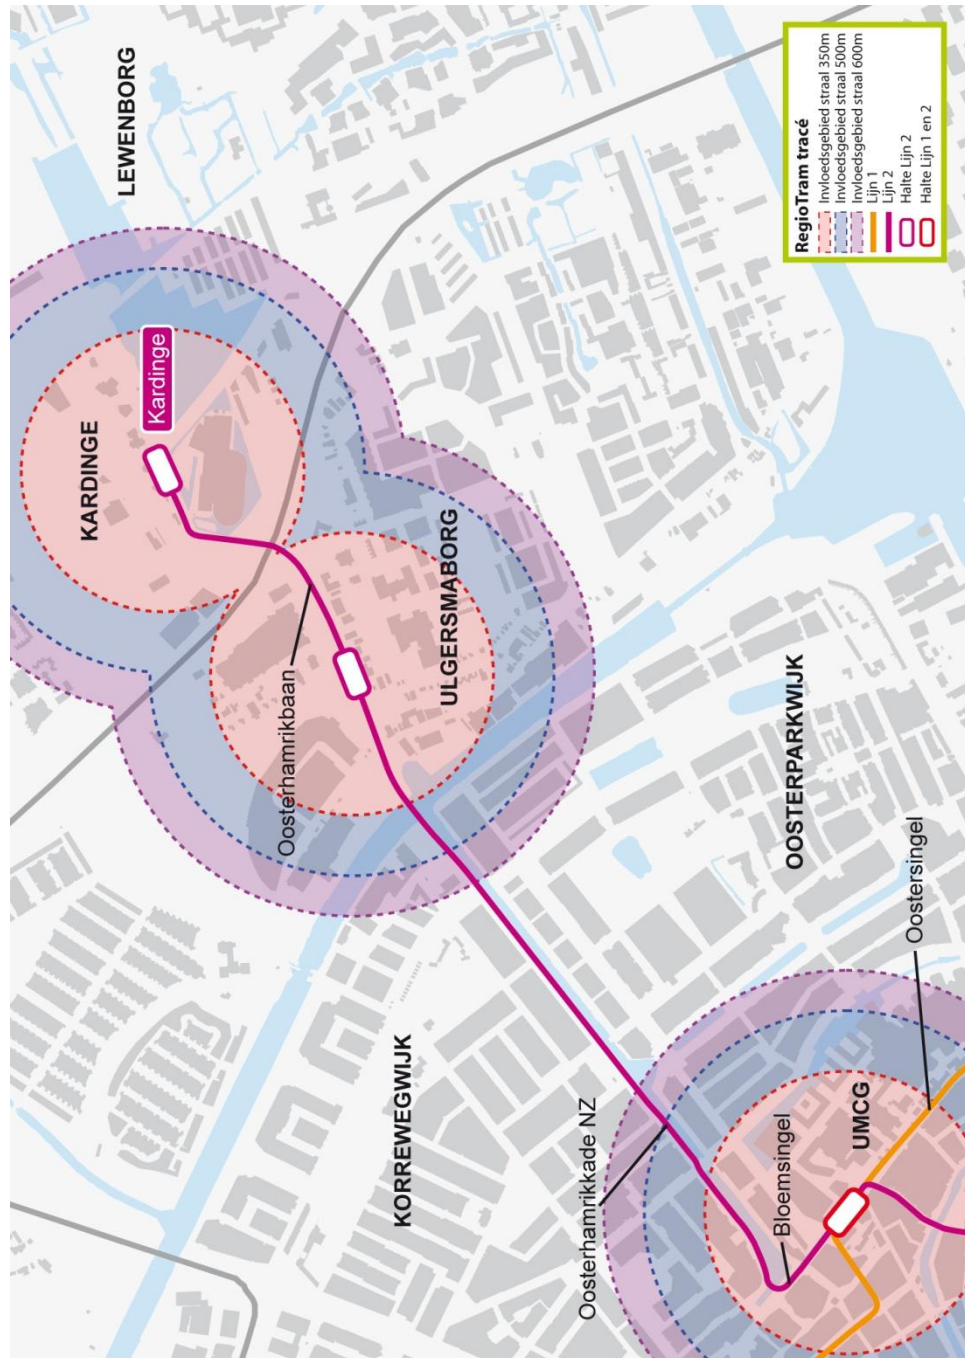 LEWENBORG
KARDINGE
Kardinge
Oosterhamrikbaan
ULGERSMABORG
KORREWEGWIJK
OOSTERPARKWIJK
Oosterhamrikkade NZ
Bloemsingel
UMCG
Oostersingel
RegioTram tracé
Invloedsgebied straal 350m
Invloedsgebied straal 500m
Invloedsgebied straal 600m
Lijn 1
Lijn 2
Halte Lijn 2
Halte Lijn 1 en 2